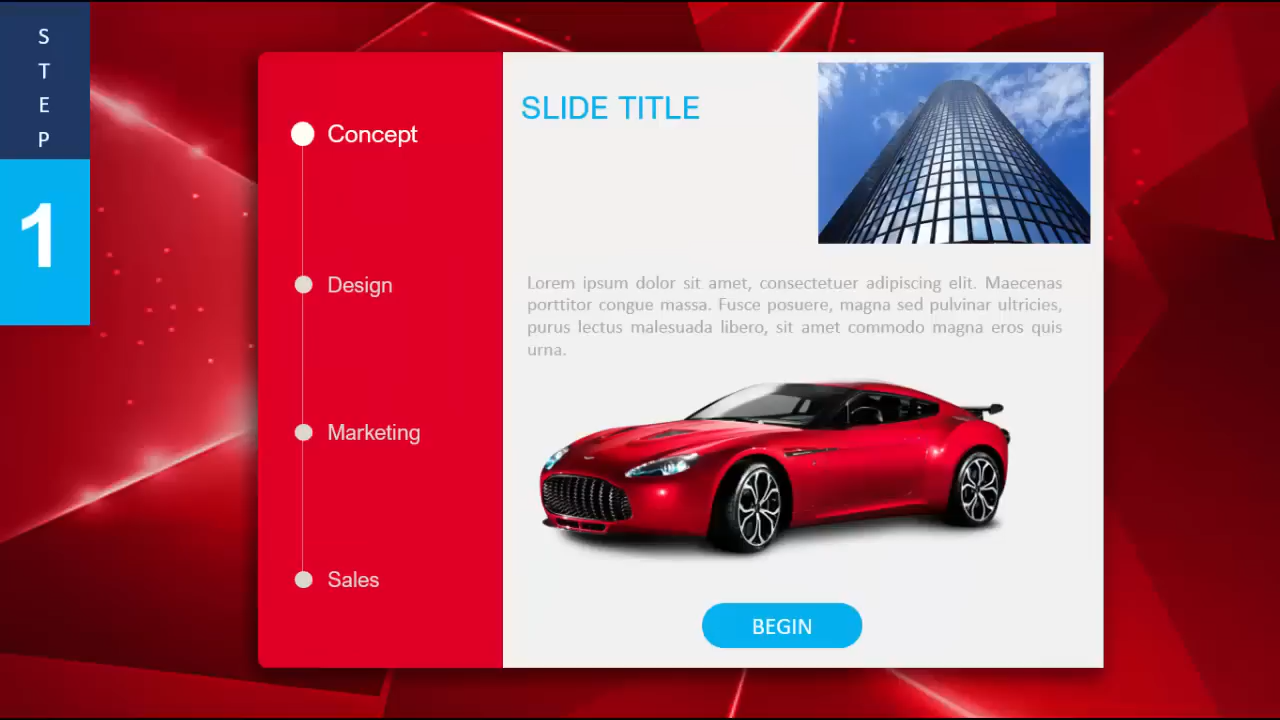 S
T
E
P
1
Concept
Design
Marketing
Sales
SLIDE TITLE
Lorem ipsum dolor sit amet, consectetuer adipiscing elit. Maecenas
porttitor congue massa. Fusce posuere, magna sed pulvinar ultricies,
purus lectus malesuada libero, sit amet commodo magna eros quis
urna.
BEGIN